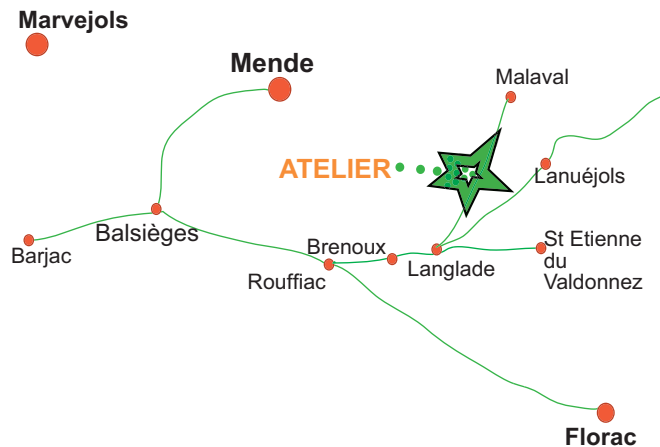 Marvejols
Mende
Malaval
ATELIER
Lanuéjols
Balsièges
Barjac
Brenoux
Rouffiac
Langlade
St Etienne
du
Valdonnez
Florac